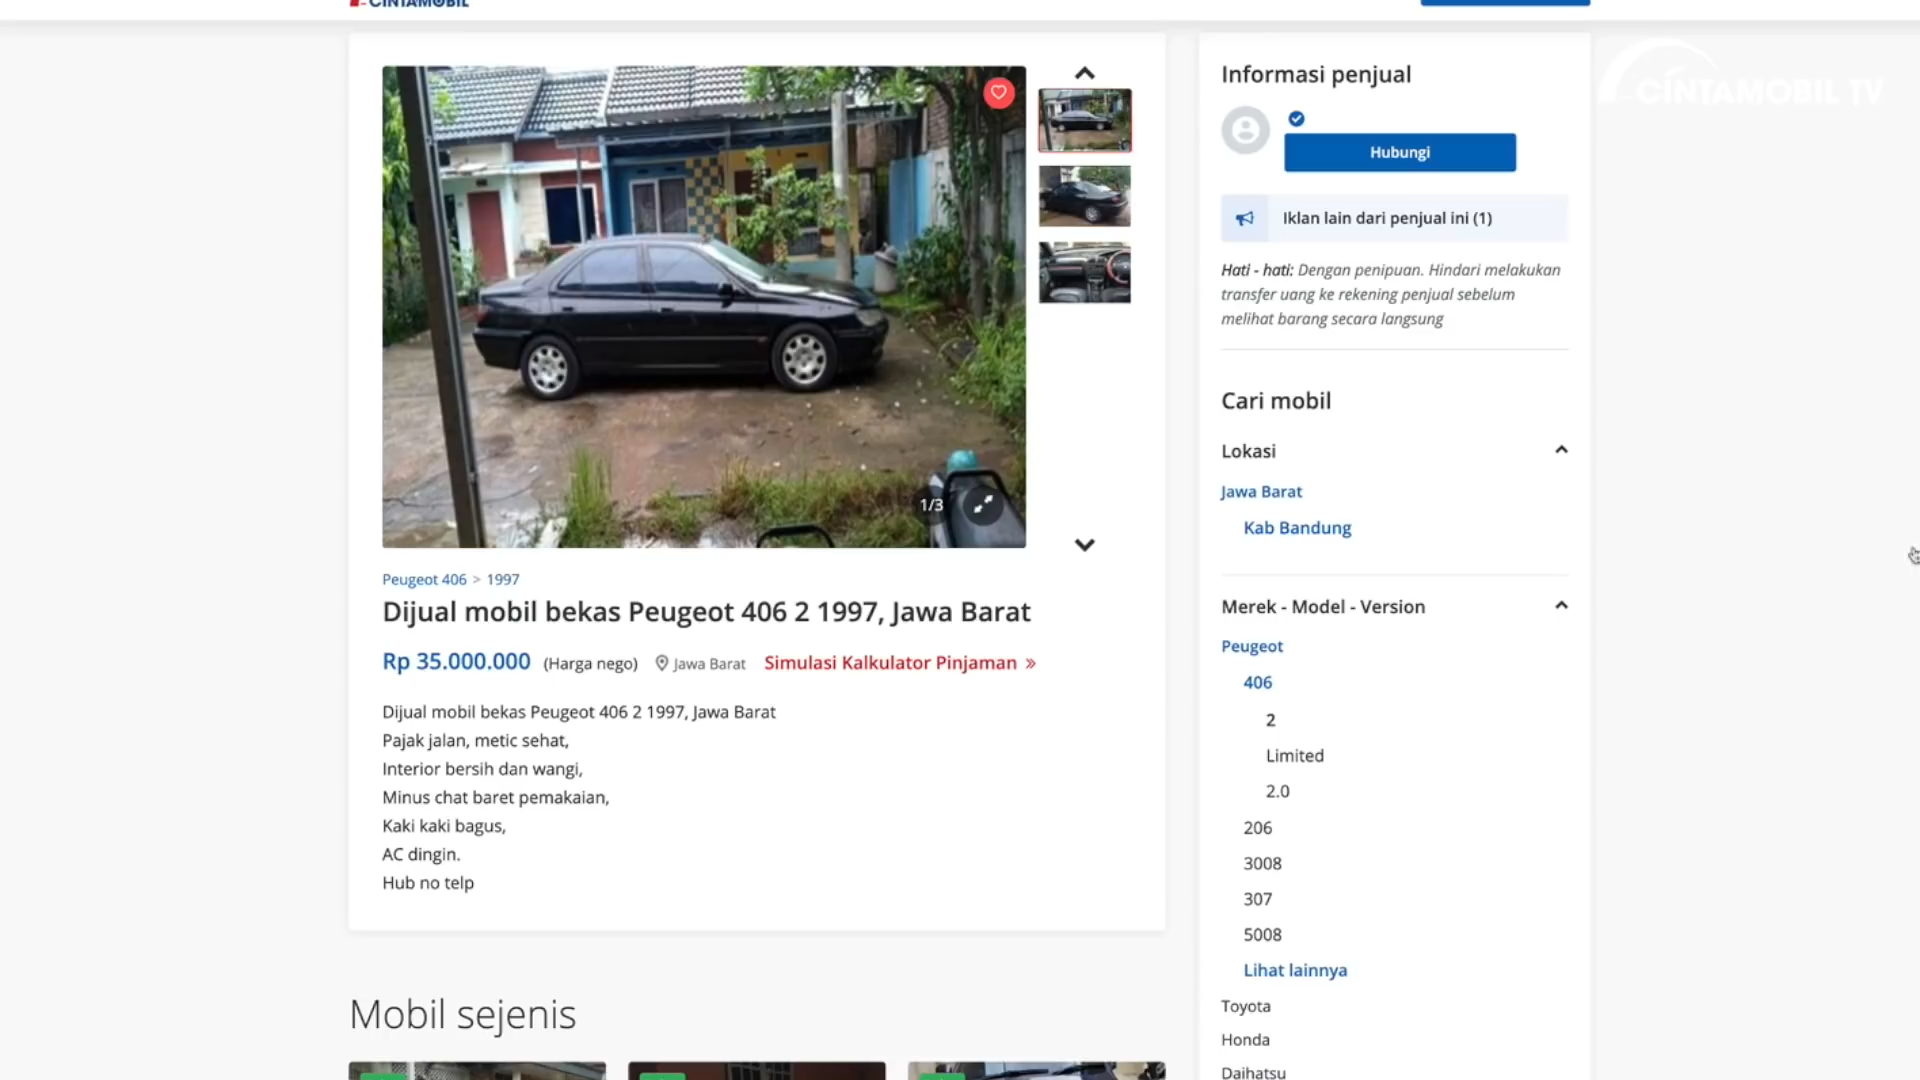 CINTAMOBIL
CINTAMOBIL TV
1/3
Peugeot 406 > 1997
Dijual mobil bekas Peugeot 406 2 1997, Jawa Barat
Rp 35.000.000 (Harga nego) Jawa Barat Simulasi Kalkulator Pinjaman »
Dijual mobil bekas Peugeot 406 2 1997, Jawa Barat
Pajak jalan, metic sehat,
Interior bersih dan wangi,
Minus chat baret pemakaian,
Kaki kaki bagus,
AC dingin.
Hub no telp
Mobil sejenis
Informasi penjual
Hubungi
Iklan lain dari penjual ini (1)
Hati - hati: Dengan penipuan. Hindari melakukan
transfer uang ke rekening penjual sebelum
melihat barang secara langsung
Cari mobil
Lokasi
Jawa Barat
Kab Bandung
Merek - Model - Version
Peugeot
406
2
Limited
2.0
206
3008
307
5008
Lihat lainnya
Toyota
Honda
Daihatsu